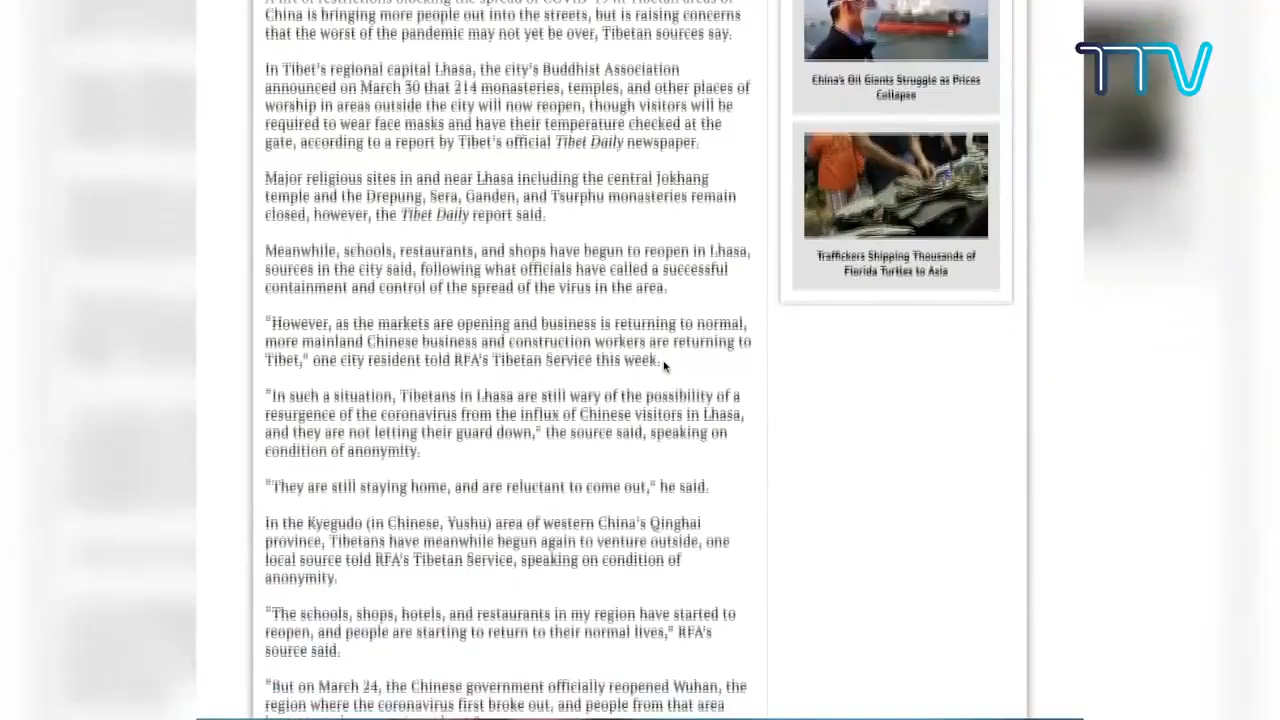 A lift of restrictions blocking the spread of COVID-19 in Tibetan areas of
China is bringing more people out into the streets, but is raising concerns
that the worst of the pandemic may not yet be over, Tibetan sources say.
In Tibet's regional capital Lhasa, the city's Buddhist Association
announced on March 30 that 214 monasteries, temples, and other places of
worship in areas outside the city will now reopen, though visitors will be
required to wear face masks and have their temperature checked at the
gate, according to a report by Tibet's official Tibet Daily newspaper.
Major religious sites in and near Lhasa including the central Jokhang
temple and the Drepung, Sera, Ganden, and Tsurphu monasteries remain
closed, however, the Tibet Daily report said.
Meanwhile, schools, restaurants, and shops have begun to reopen in Lhasa,
sources in the city said, following what officials have called a successful
containment and control of the spread of the virus in the area.
"However, as the markets are opening and business is returning to normal,
more mainland Chinese business and construction workers are returning to
Tibet," one city resident told RFA's Tibetan Service this week.
"In such a situation, Tibetans in Lhasa are still wary of the possibility of a
resurgence of the coronavirus from the influx of Chinese visitors in Lhasa,
and they are not letting their guard down," the source said, speaking on
condition of anonymity.
"They are still staying home, and are reluctant to come out," he said.
In the Kyegudo (in Chinese, Yushu) area of western China's Qinghai
province, Tibetans have meanwhile begun again to venture outside, one
local source told RFA's Tibetan Service, speaking on condition of
anonymity.
"The schools, shops, hotels, and restaurants in my region have started to
reopen, and people are starting to return to their normal lives," RFA's
source said.
"But on March 24, the Chinese government officially reopened Wuhan, the
region where the coronavirus first broke out, and people from that area
China's Oil Giants Struggle as Prices
Collapse
Traffickers Shipping Thousands of
Florida Turtles to Asia
TTV